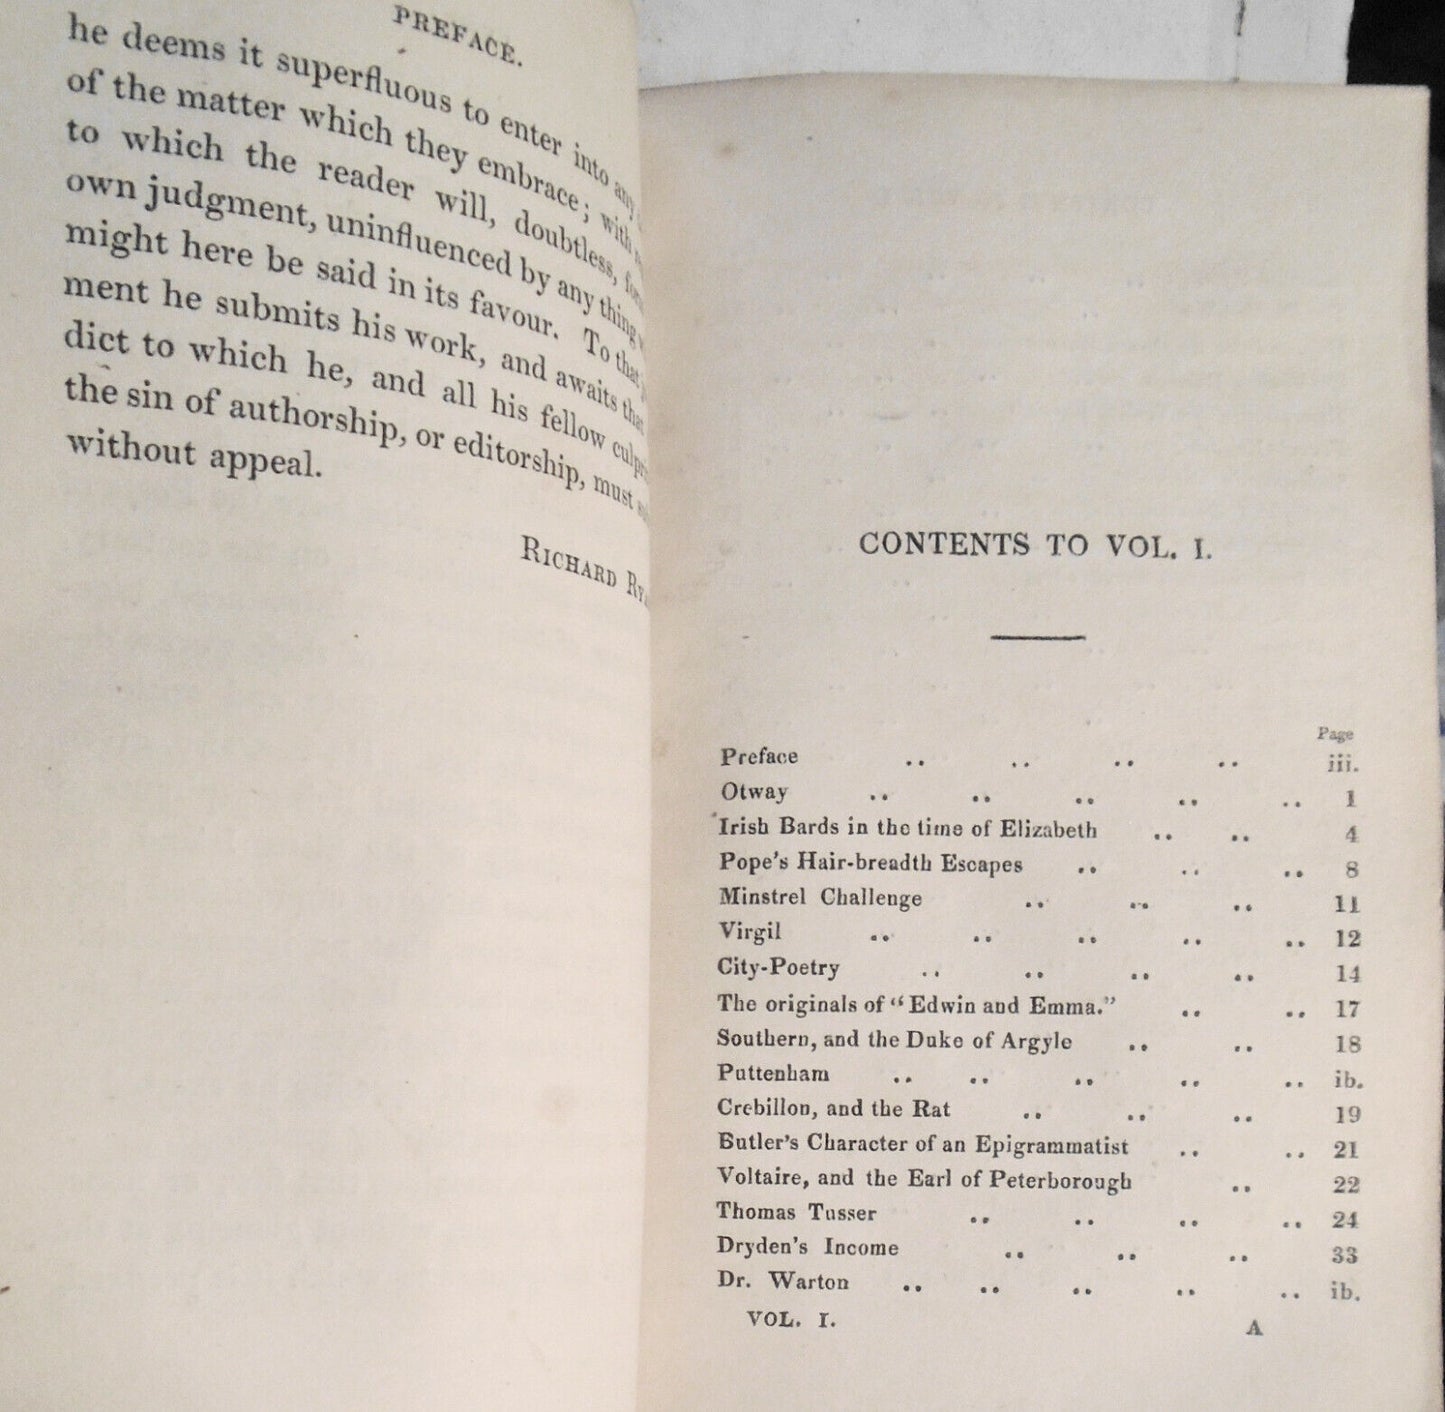 PREFACE.
he deems it superfluous to enter into any
of the matter which they embrace; with
to which the reader will, doubtless,
own judgment, uninfluenced by any thing
might here be said in its favour. To that
ment he submits his work, and awaits that
dict to which he, and all his fellow
the sin of authorship, or editorship, must
without appeal.
RICHARD
CONTENTS TO VOL. I.
Page
Preface .. .. .. .. iii.
Otway .. .. .. .. .. 1
Irish Bards in the time of Elizabeth .. .. 4
Pope's Hair-breadth Escapes .. .. .. 8
Minstrel Challenge .. .. .. 11
Virgil .. .. .. .. .. 12
City-Poetry .. .. .. .. 14
The originals of "Edwin and Emma." .. .. 17
Southern, and the Duke of Argyle .. .. 18
Puttenham .. .. .. .. .. ib.
Crebillon, and the Rat .. .. .. 19
Butler's Character of an Epigrammatist .. .. 21
Voltaire, and the Earl of Peterborough .. 22
Thomas Tusser .. .. .. .. 24
Dryden's Income .. .. .. 33
Dr. Warton .. .. .. .. .. ib.
VOL. I. A